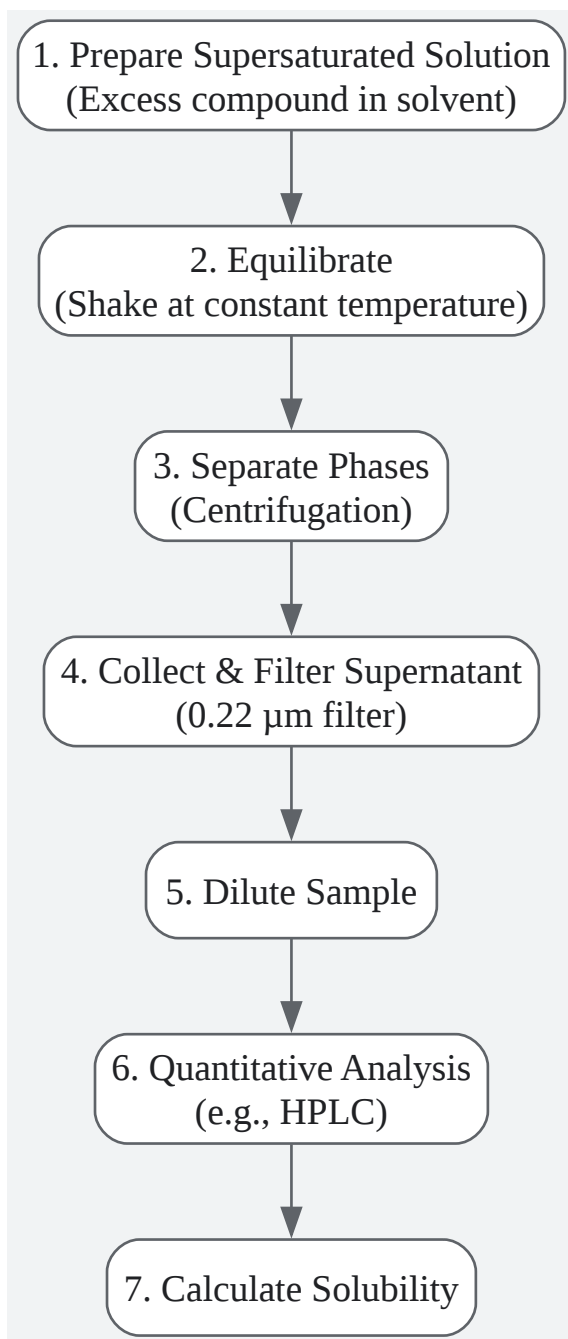 1. Prepare Supersaturated Solution
(Excess compound in solvent)
2. Equilibrate
(Shake at constant temperature)
3. Separate Phases
(Centrifugation)
4. Collect & Filter Supernatant
(0.22 µm filter)
5. Dilute Sample
6. Quantitative Analysis
(e.g., HPLC)
7. Calculate Solubility